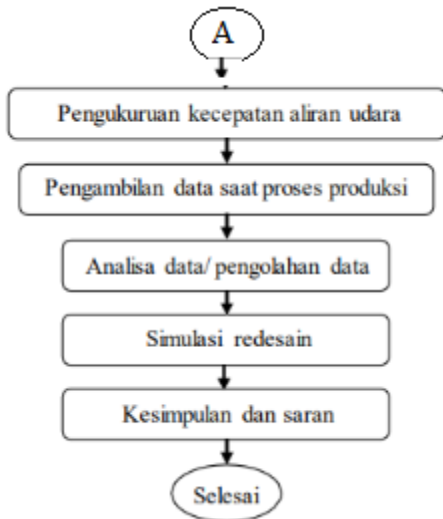 A
Pengukuruan kecepatan aliran udara
Pengambilan data saat proses produksi
Analisa data/ pengolahan data
Simulasi redesain
Kesimpulan dan saran
Selesai